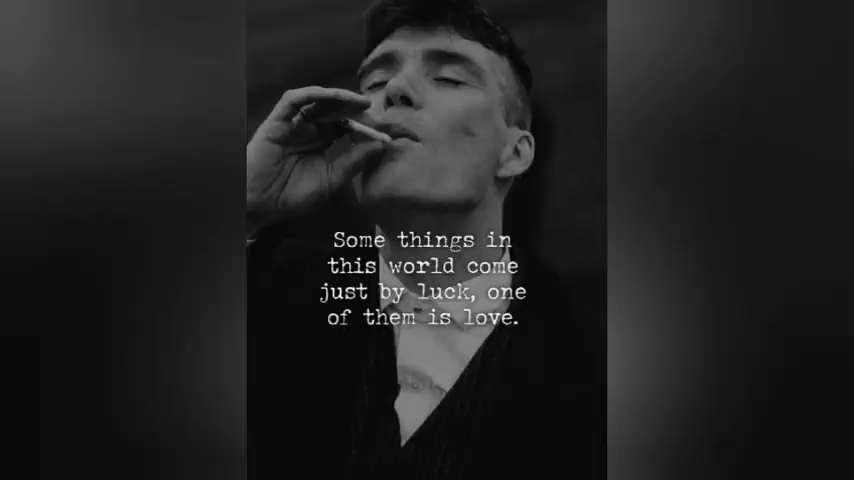 Some things in
this world come
just by luck, one
of them is love.